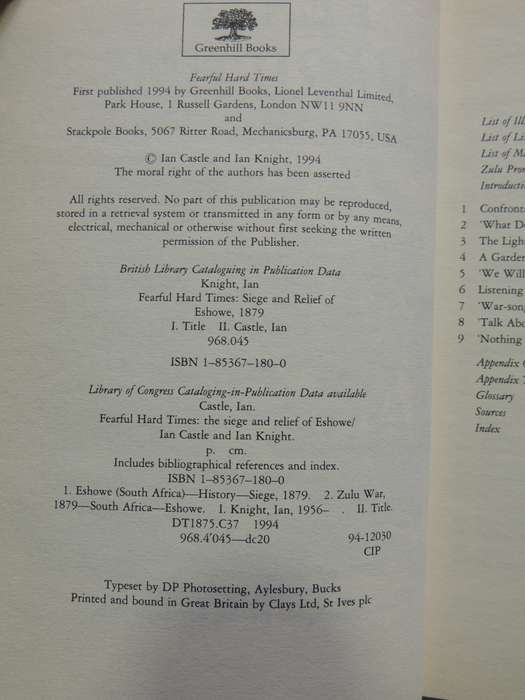 Greenhill Books
Fearful Hard Times
First published 1994 by Greenhill Books, Lionel Leventhal Limited,
Park House, 1 Russell Gardens, London NW11 9NN
and
Stackpole Books, 5067 Ritter Road, Mechanicsburg, PA 17055, USA
© Ian Castle and Ian Knight, 1994
The moral right of the authors has been asserted
All rights reserved. No part of this publication may be reproduced,
stored in a retrieval system or transmitted in any form or by any means,
electrical, mechanical or otherwise without first seeking the written
permission of the Publisher.
British Library Cataloguing in Publication Data
Knight, Ian
Fearful Hard Times: Siege and Relief of
Eshowe, 1879
I. Title II. Castle, Ian
968.045
ISBN 1-85367-180-0
Library of Congress Cataloging-in-Publication Data available
Castle, Ian.
Fearful Hard Times: the siege and relief of Eshowe/
Ian Castle and Ian Knight.
p. cm.
Includes bibliographical references and index.
ISBN 1-85367-180-0
1. Eshowe (South Africa)—History—Siege, 1879. 2. Zulu War,
1879—South Africa—Eshowe. I. Knight, Ian, 1956- . II. Title.
DT1875.C37 1994
968.4'045—dc20 94-12030
CIP
Typeset by DP Photosetting, Aylesbury, Bucks
Printed and bound in Great Britain by Clays Ltd, St Ives plc
List of Ill
List of Li
List of M
Zulu Pro
Introducti
1 Confront
2 'What D
3 The Ligh
4 A Garde
5 'We Will
6 Listening
7 'War-son
8 'Talk Abo
9 'Nothing
Appendix
Appendix
Glossary
Sources
Index